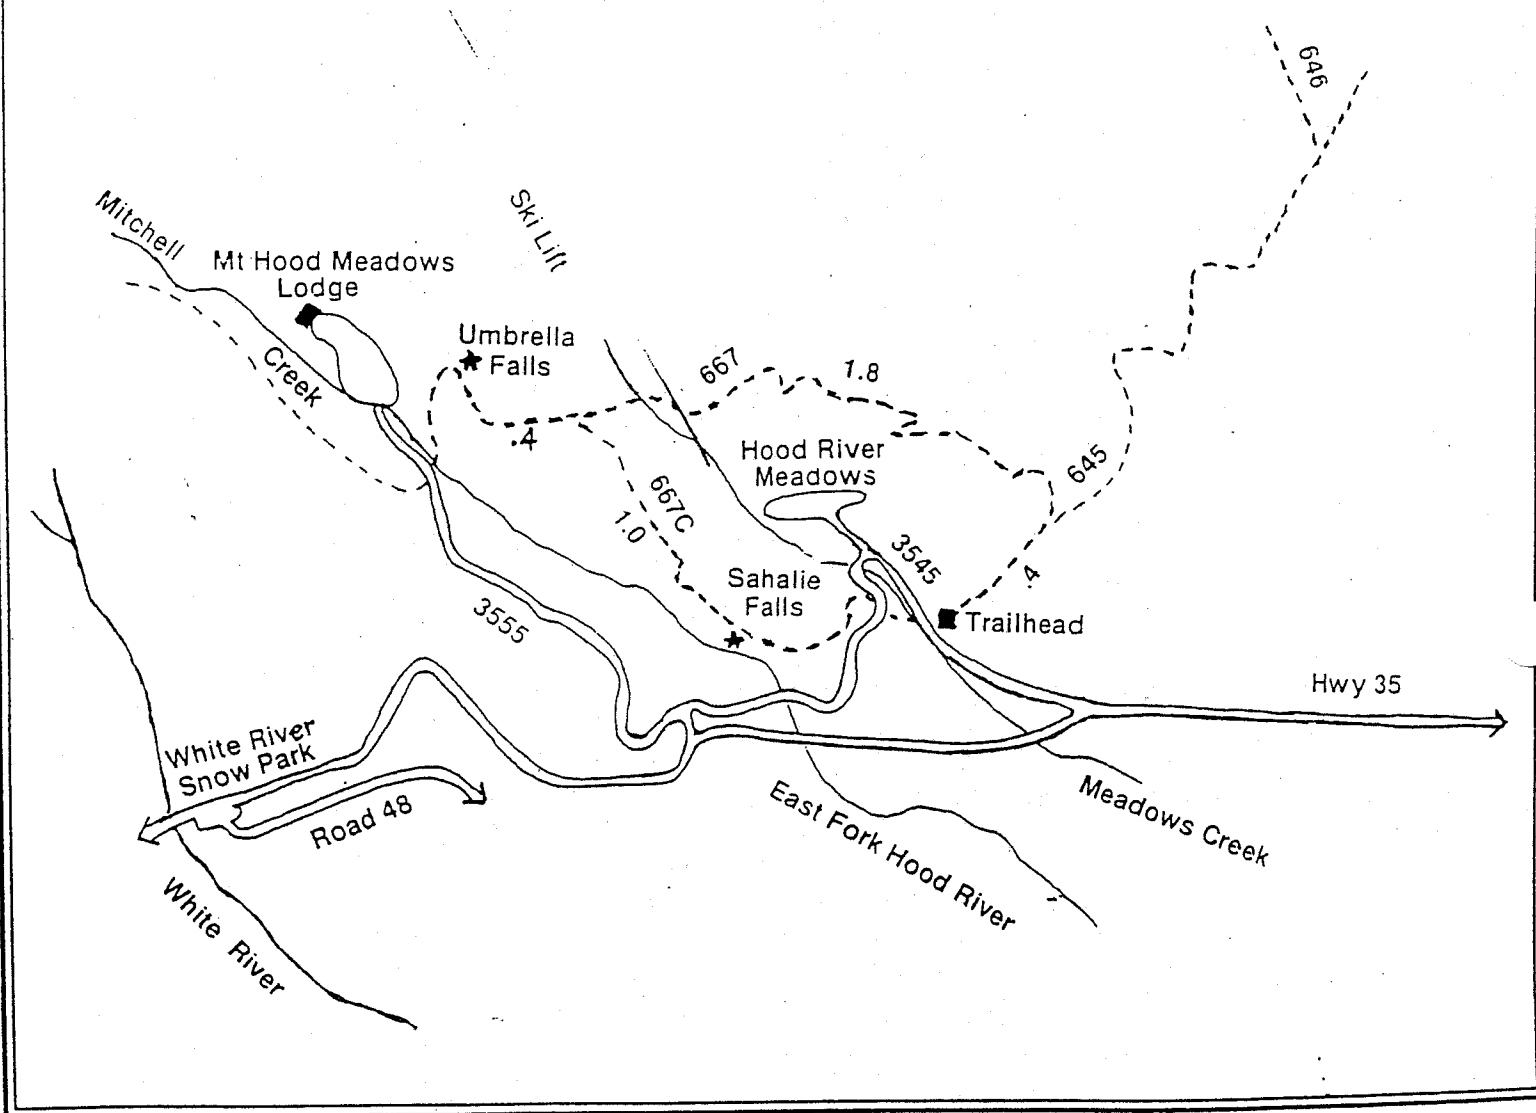 646
Mitchell
Ski Lift
Mt Hood Meadows
Lodge
Umbrella
Falls
Creek
667
1.8
.4
Hood River
Meadows
645
667C
1.0
3545
Sahalie
Falls
.4
Trailhead
3555
Hwy 35
White River
Snow Park
Road 48
East Fork Hood River
Meadows Creek
White River